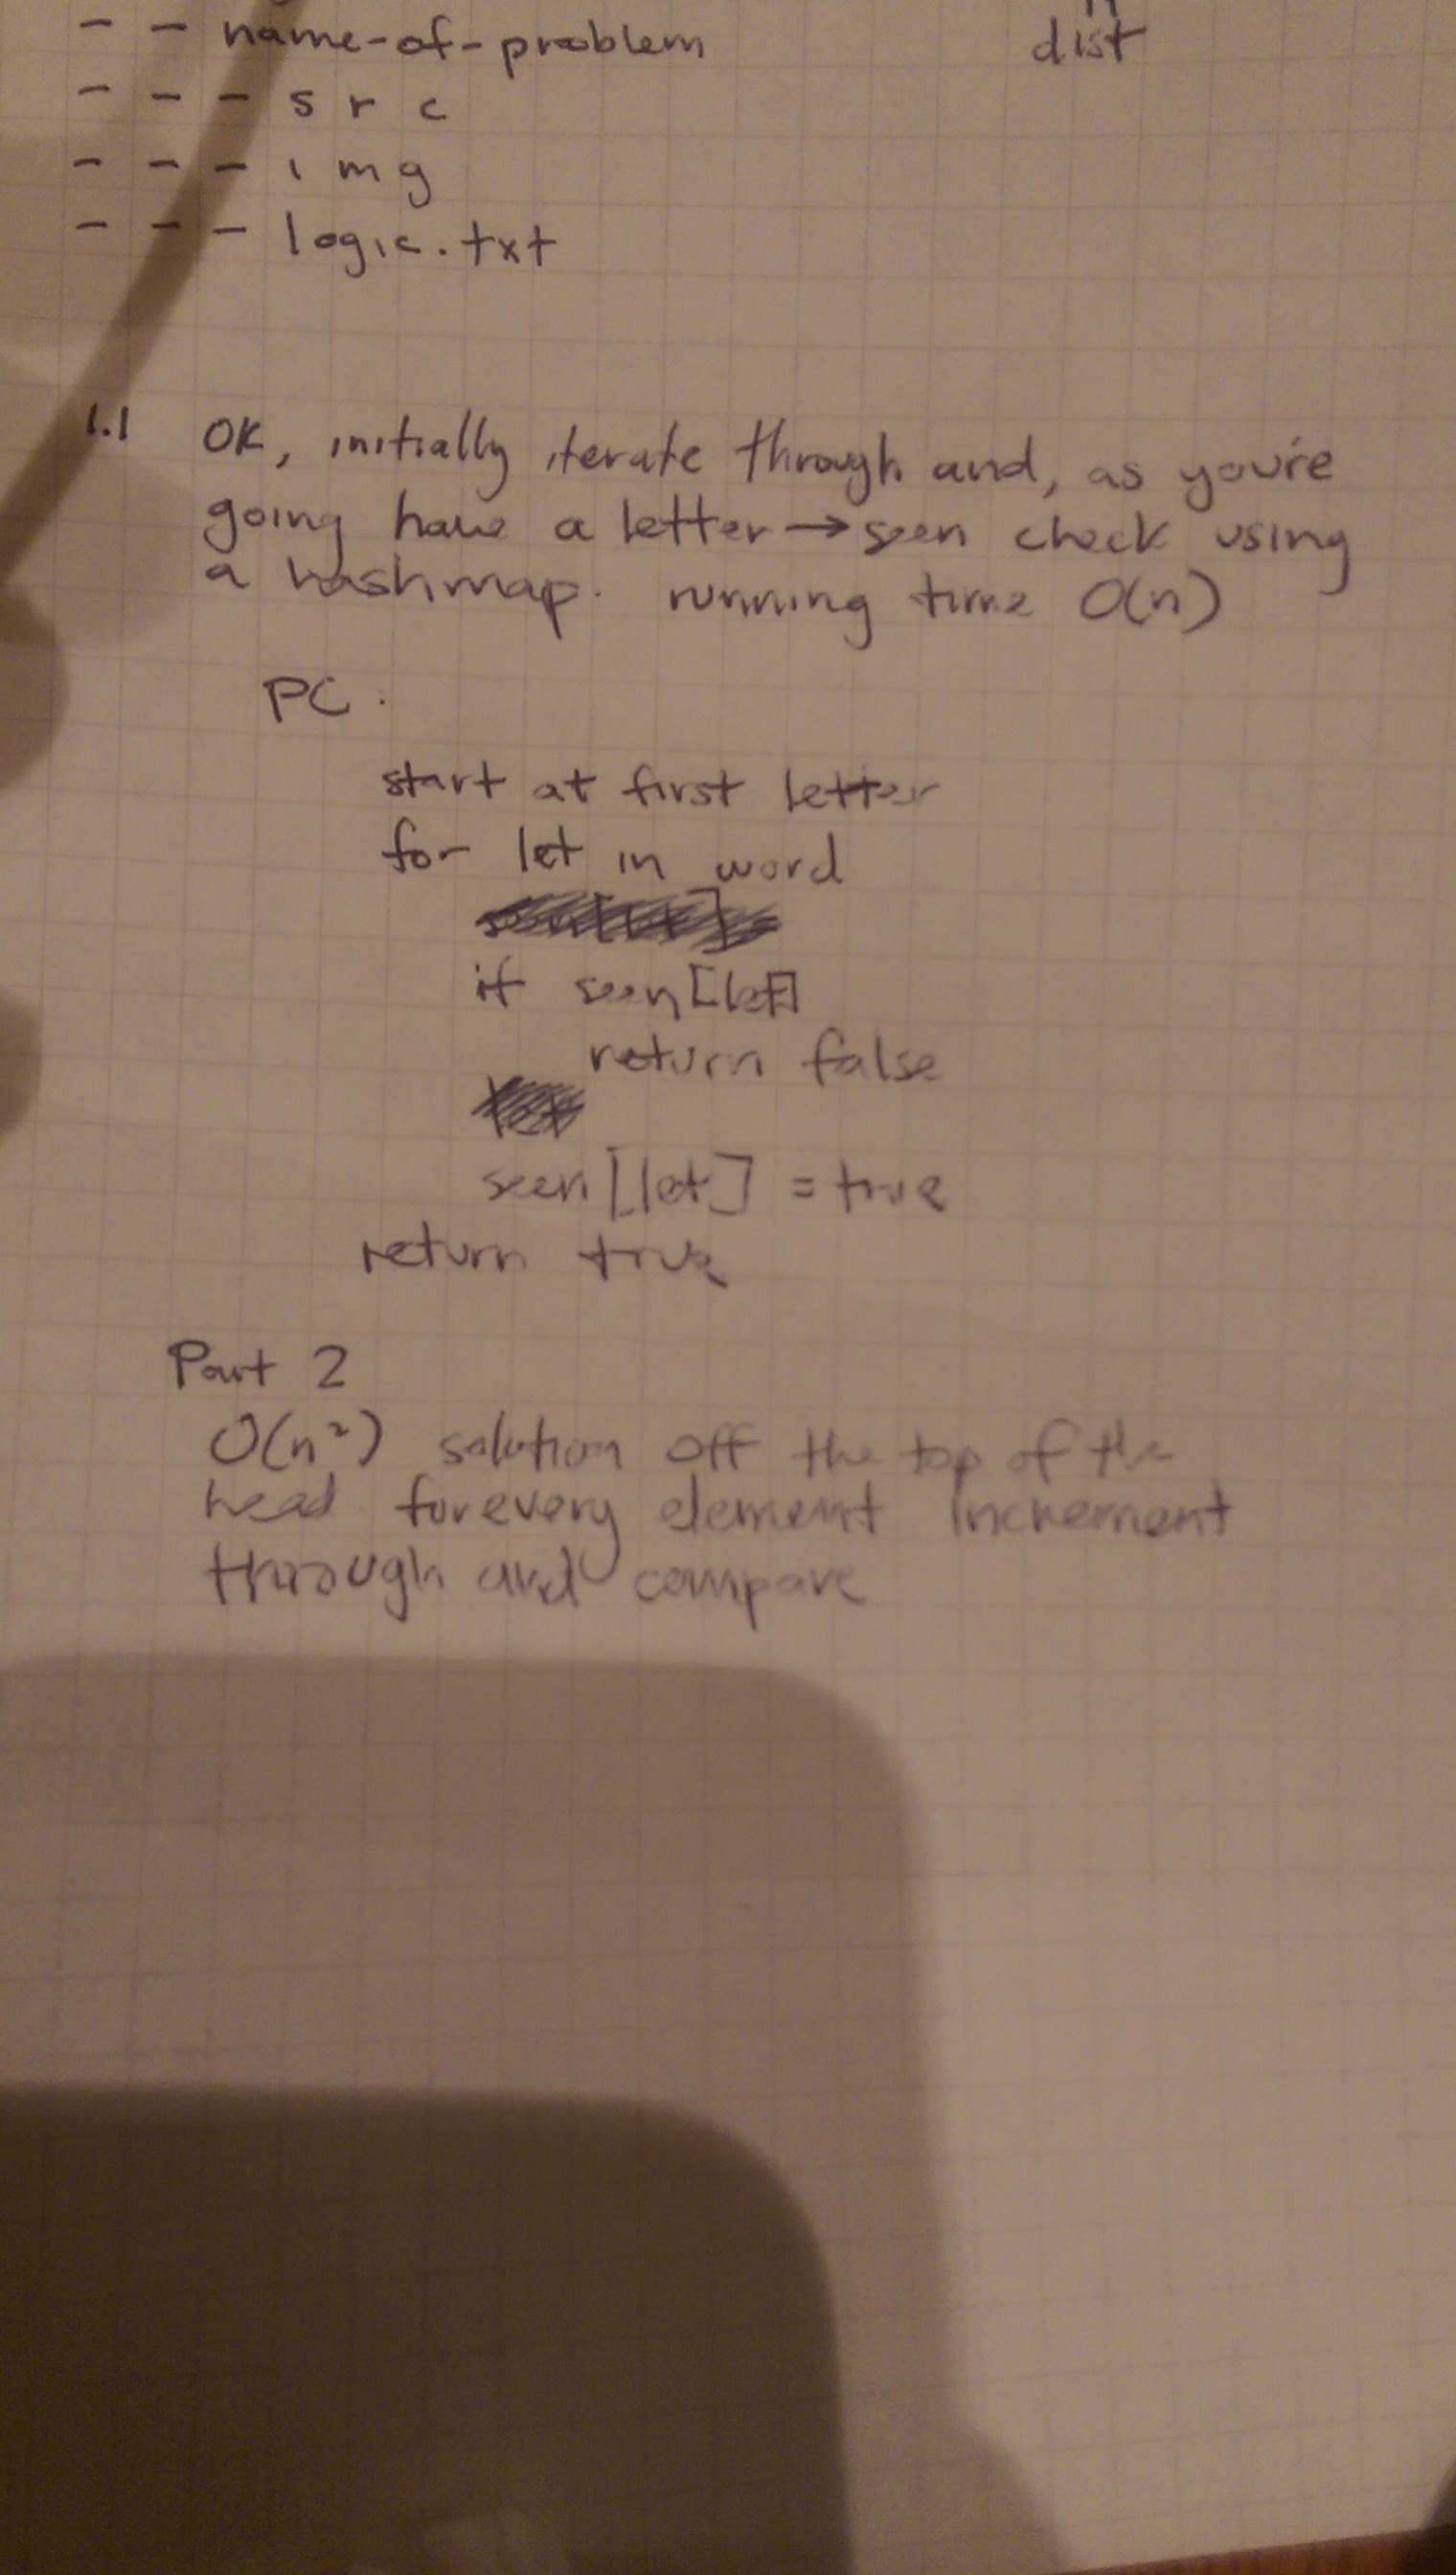 - - name-of-problem dist
- - - src
- - - img
- - - logic.txt
1.1 OK, initially iterate through and, as you're
going have a letter → seen check using
a hashmap. running time O(n)
PC.
start at first letter
for let in word
if seen[let]
return false
seen[let] = true
return true
Part 2
O(n²) solution off the top of the
head. for every element increment
through and compare